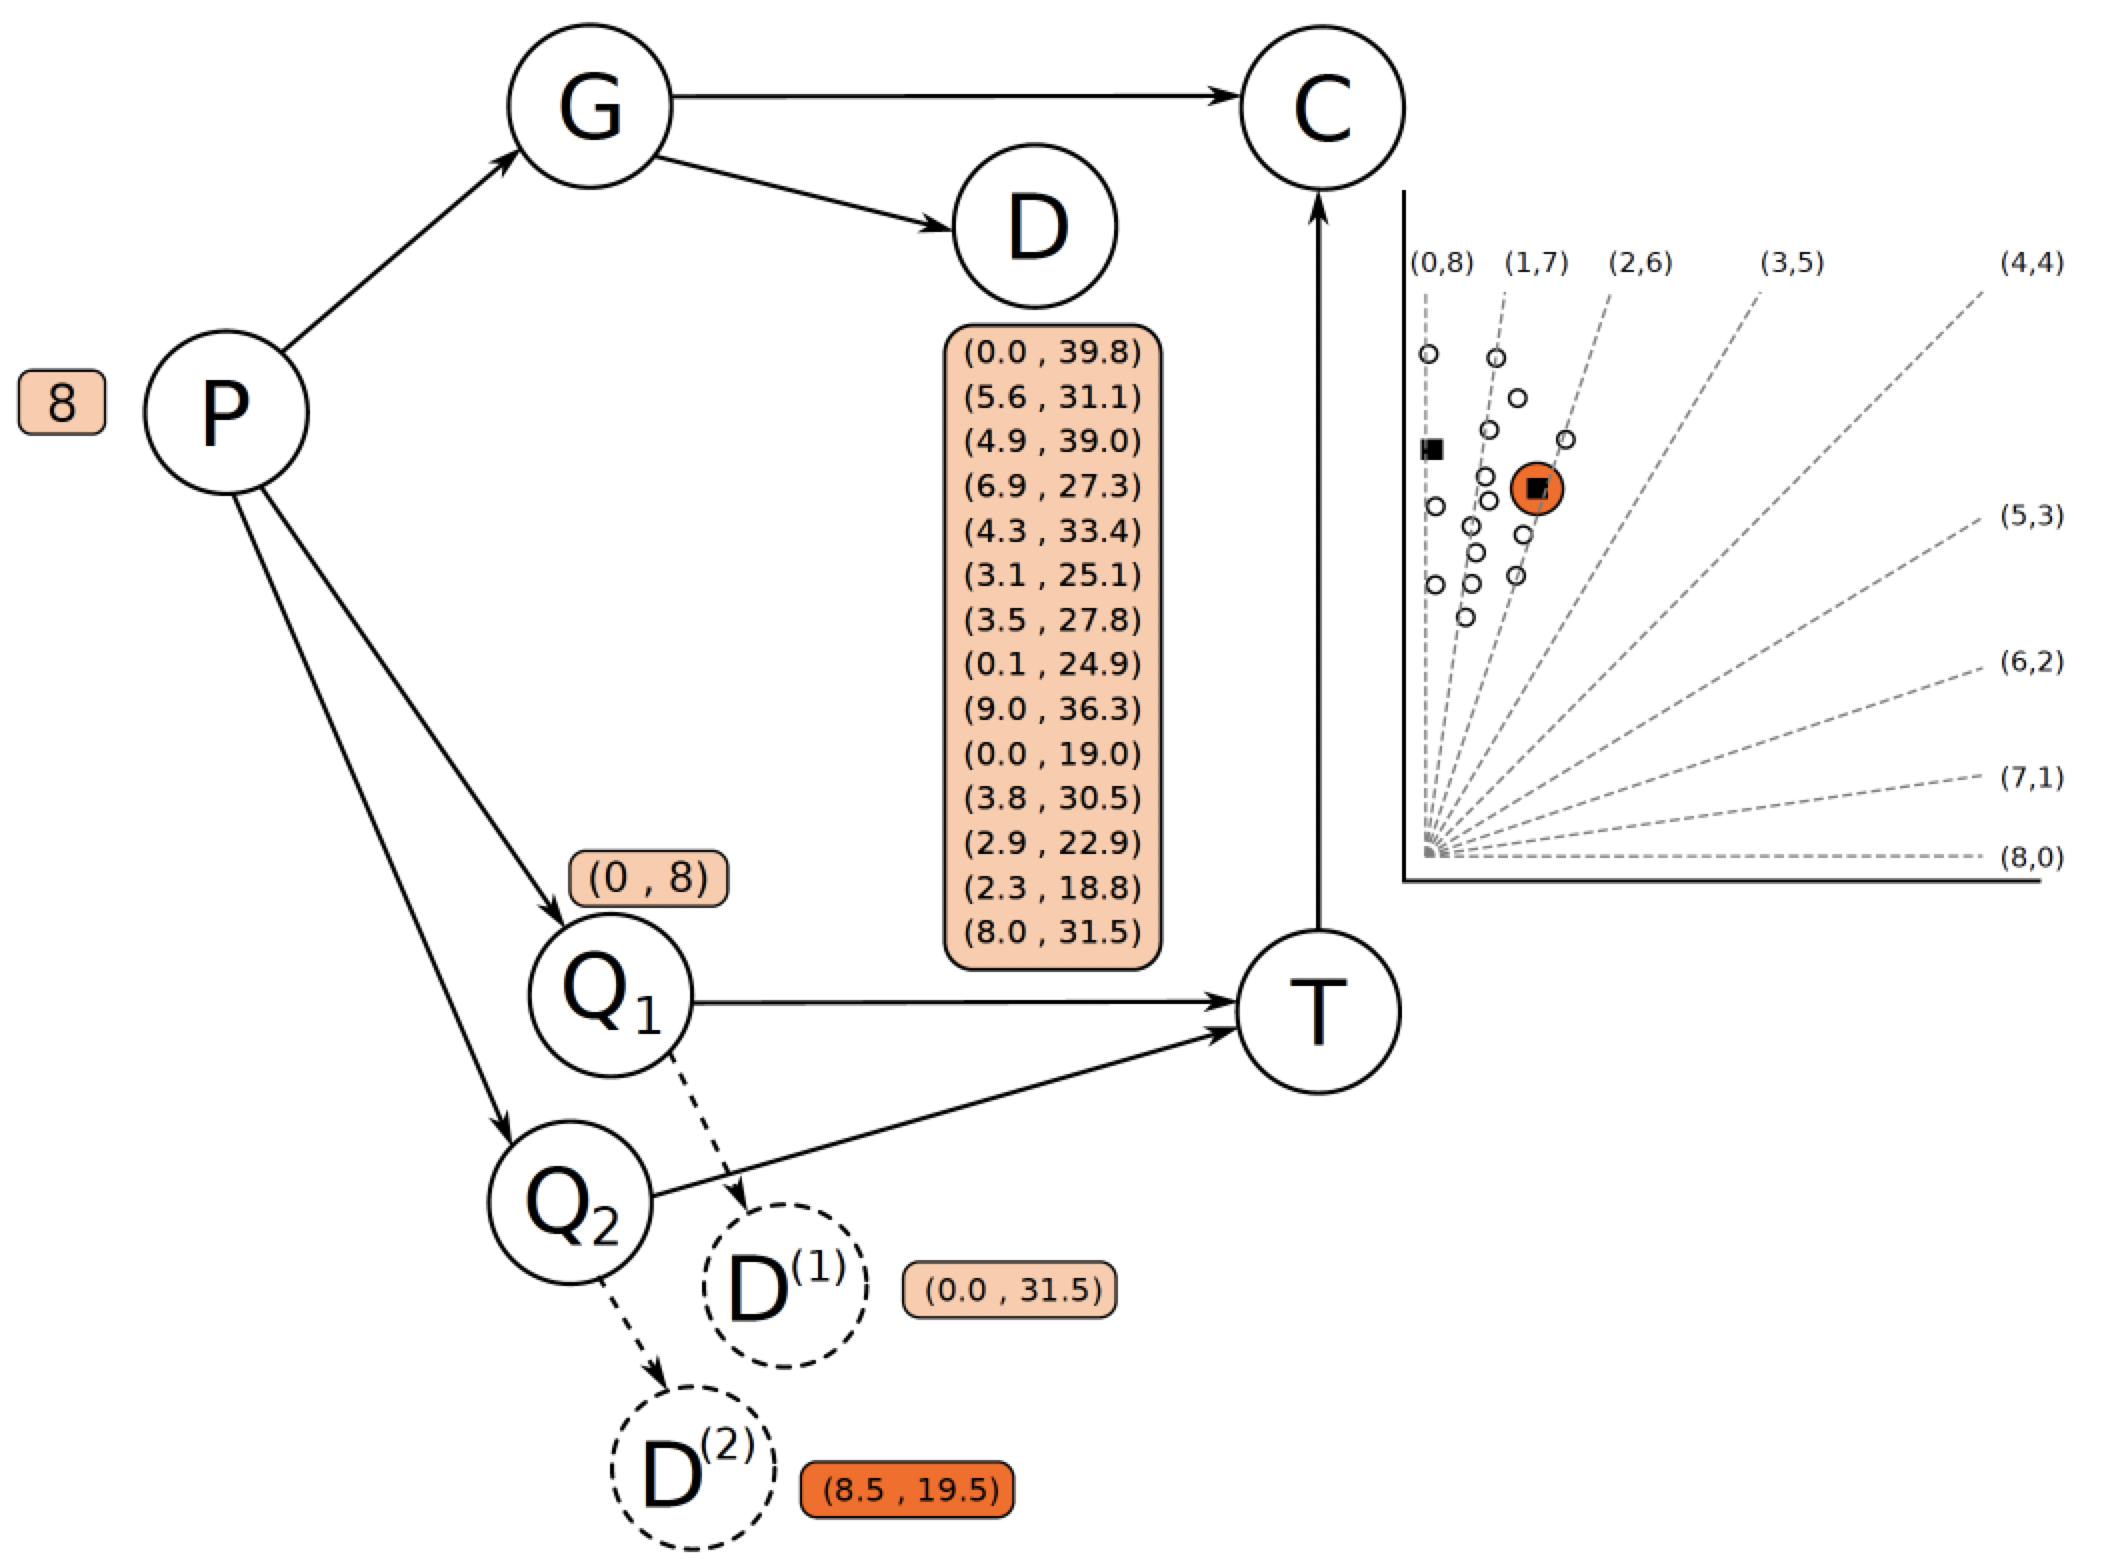 G
C
D
(0,8) (1,7) (2,6) (3,5) (4,4)
(0.0 , 39.8)
(5.6 , 31.1)
(4.9 , 39.0)
(6.9 , 27.3)
(4.3 , 33.4)
(3.1 , 25.1)
(3.5 , 27.8)
(0.1 , 24.9)
(9.0 , 36.3)
(0.0 , 19.0)
(3.8 , 30.5)
(2.9 , 22.9)
(2.3 , 18.8)
(8.0 , 31.5)
8
P
(5,3)
(6,2)
(7,1)
(8,0)
(0 , 8)
Q1
T
Q2
D(1)
(0.0 , 31.5)
D(2)
(8.5 , 19.5)